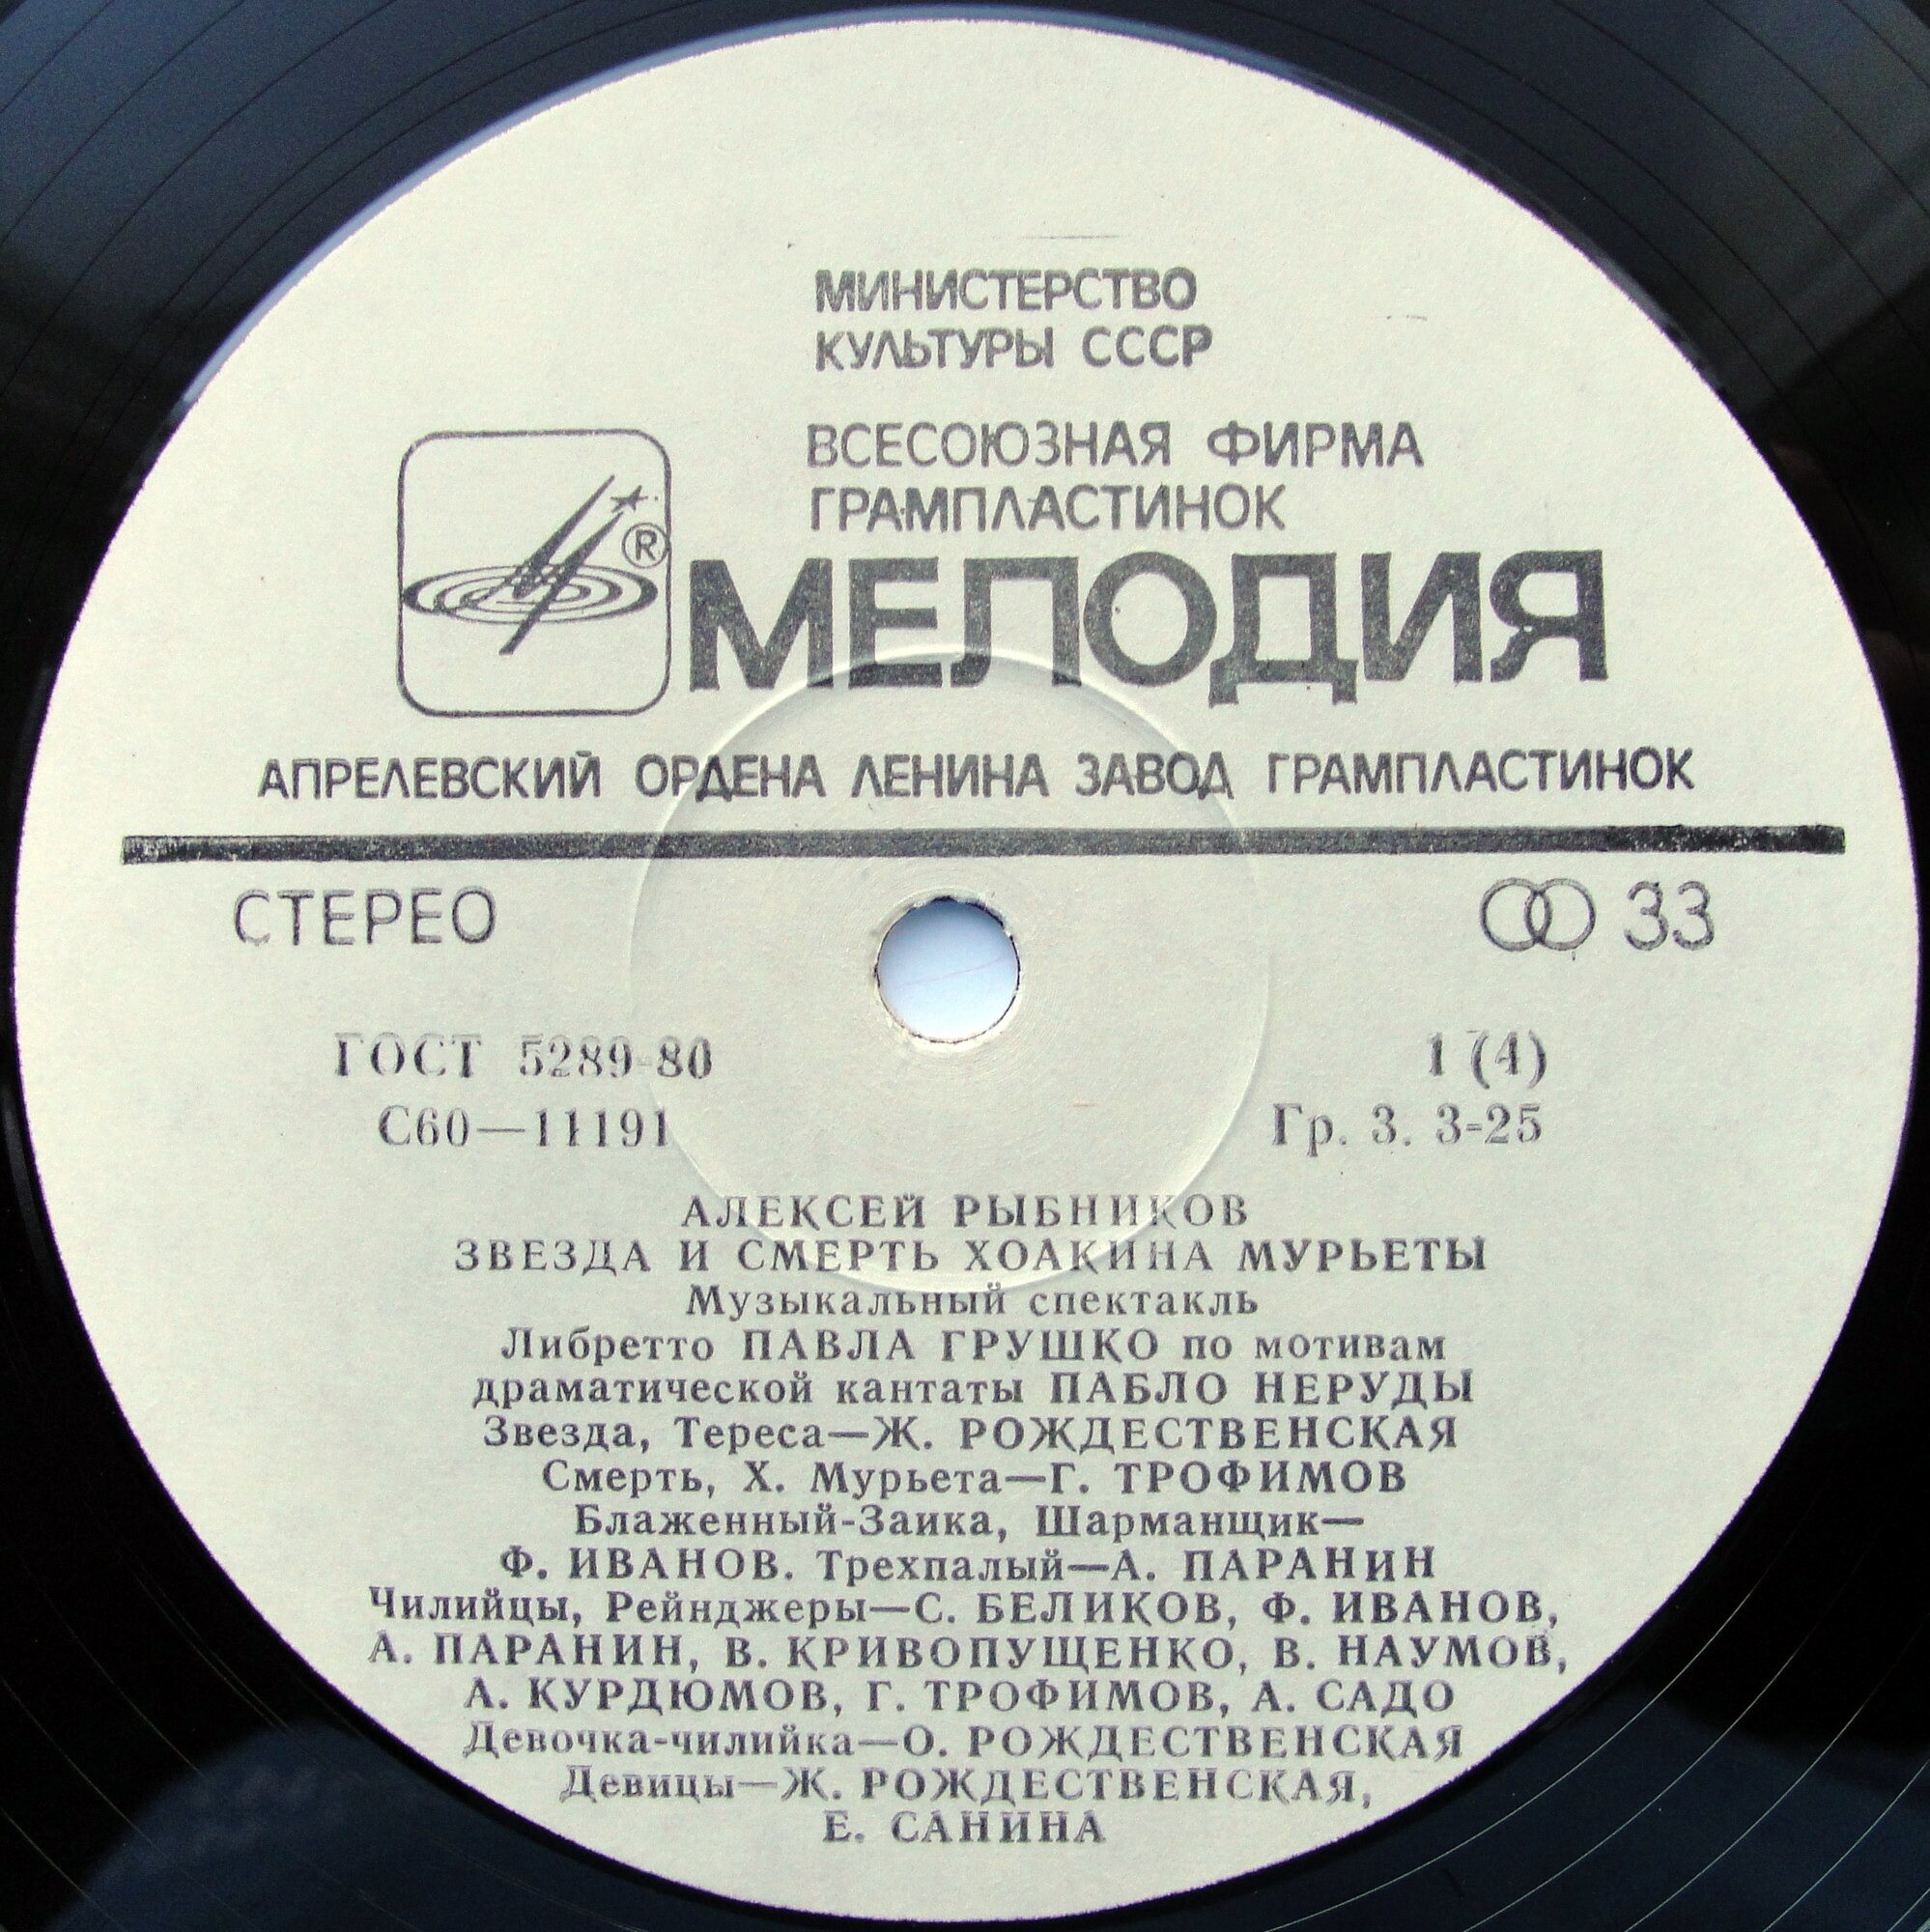 МИНИСТЕРСТВО
КУЛЬТУРЫ СССР
ВСЕСОЮЗНАЯ ФИРМА
ГРАМПЛАСТИНОК
®
МЕЛОДИЯ
АПРЕЛЕВСКИЙ ОРДЕНА ЛЕНИНА ЗАВОД ГРАМПЛАСТИНОК
СТЕРЕО 33
ГОСТ 5289-80 1 (4)
С60—11191 Гр. 3. 3-25
АЛЕКСЕЙ РЫБНИКОВ
ЗВЕЗДА И СМЕРТЬ ХОАКИНА МУРЬЕТЫ
Музыкальный спектакль
Либретто ПАВЛА ГРУШКО по мотивам
драматической кантаты ПАБЛО НЕРУДЫ
Звезда, Тереса—Ж. РОЖДЕСТВЕНСКАЯ
Смерть, Х. Мурьета—Г. ТРОФИМОВ
Блаженный-Заика, Шарманщик—
Ф. ИВАНОВ. Трехпалый—А. ПАРАНИН
Чилийцы, Рейнджеры—С. БЕЛИКОВ, Ф. ИВАНОВ,
А. ПАРАНИН, В. КРИВОПУЩЕНКО, В. НАУМОВ,
А. КУРДЮМОВ, Г. ТРОФИМОВ, А. САДО
Девочка-чилийка—О. РОЖДЕСТВЕНСКАЯ
Девицы—Ж. РОЖДЕСТВЕНСКАЯ,
Е. САНИНА